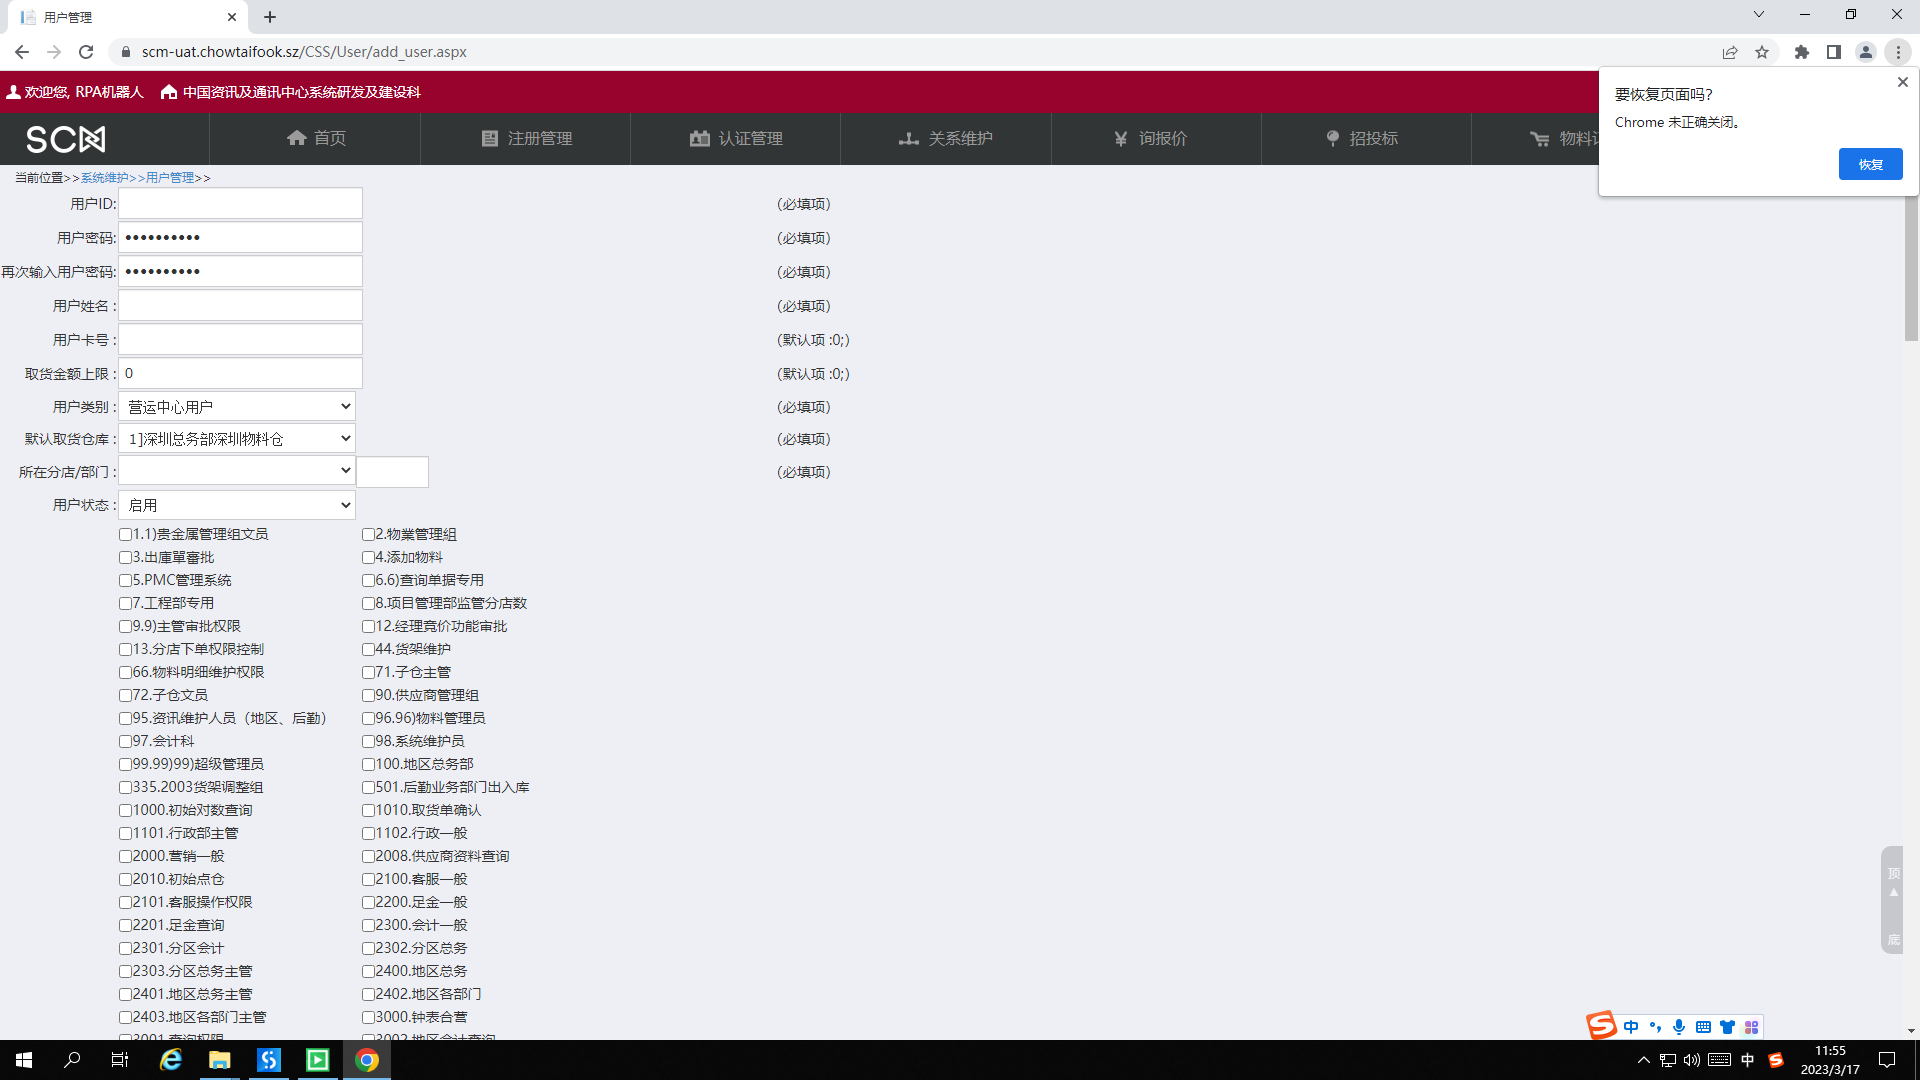 用户管理
scm-uat.chowtaifook.sz/CSS/User/add_user.aspx
欢迎您, RPA机器人 中国资讯及通讯中心系统研发及建设科
要恢复页面吗?
Chrome 未正确关闭。
恢复
SCM 首页 注册管理 认证管理 关系维护 询报价 招投标
当前位置>>系统维护>>用户管理>>
用户ID: (必填项)
用户密码: •••••••••• (必填项)
再次输入用户密码: •••••••••• (必填项)
用户姓名 : (必填项)
用户卡号 : (默认项 :0;)
取货金额上限 : 0 (默认项 :0;)
用户类别 : 营运中心用户 (必填项)
默认取货仓库 : 1]深圳总务部深圳物料仓 (必填项)
所在分店/部门 : (必填项)
用户状态 : 启用
1.1)贵金属管理组文员 2.物業管理組
3.出庫單審批 4.添加物料
5.PMC管理系统 6.6)查询单据专用
7.工程部专用 8.项目管理部监管分店数
9.9)主管审批权限 12.经理竞价功能审批
13.分店下单权限控制 44.货架维护
66.物料明细维护权限 71.子仓主管
72.子仓文员 90.供应商管理组
95.资讯维护人员（地区、后勤） 96.96)物料管理员
97.会计科 98.系统维护员
99.99)99)超级管理员 100.地区总务部
335.2003货架调整组 501.后勤业务部门出入库
1000.初始对数查询 1010.取货单确认
1101.行政部主管 1102.行政一般
2000.营销一般 2008.供应商资料查询
2010.初始点仓 2100.客服一般
2101.客服操作权限 2200.足金一般
2201.足金查询 2300.会计一般
2301.分区会计 2302.分区总务
2303.分区总务主管 2400.地区总务
2401.地区总务主管 2402.地区各部门
2403.地区各部门主管 3000.钟表合营
3001.查询权限 3002.地区会计查询
顶
底
中
中
11:55
2023/3/17